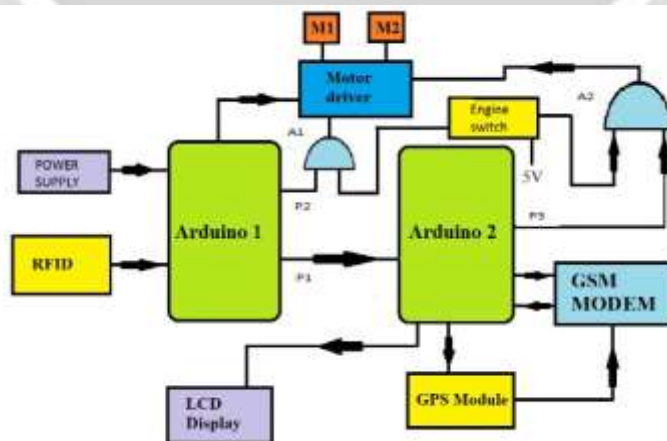 M1
M2
Motor
driver
A1
A2
Engine
switch
5V
POWER
SUPPLY
P2
P3
Arduino 1
Arduino 2
RFID
P1
GSM
MODEM
LCD
Display
GPS Module